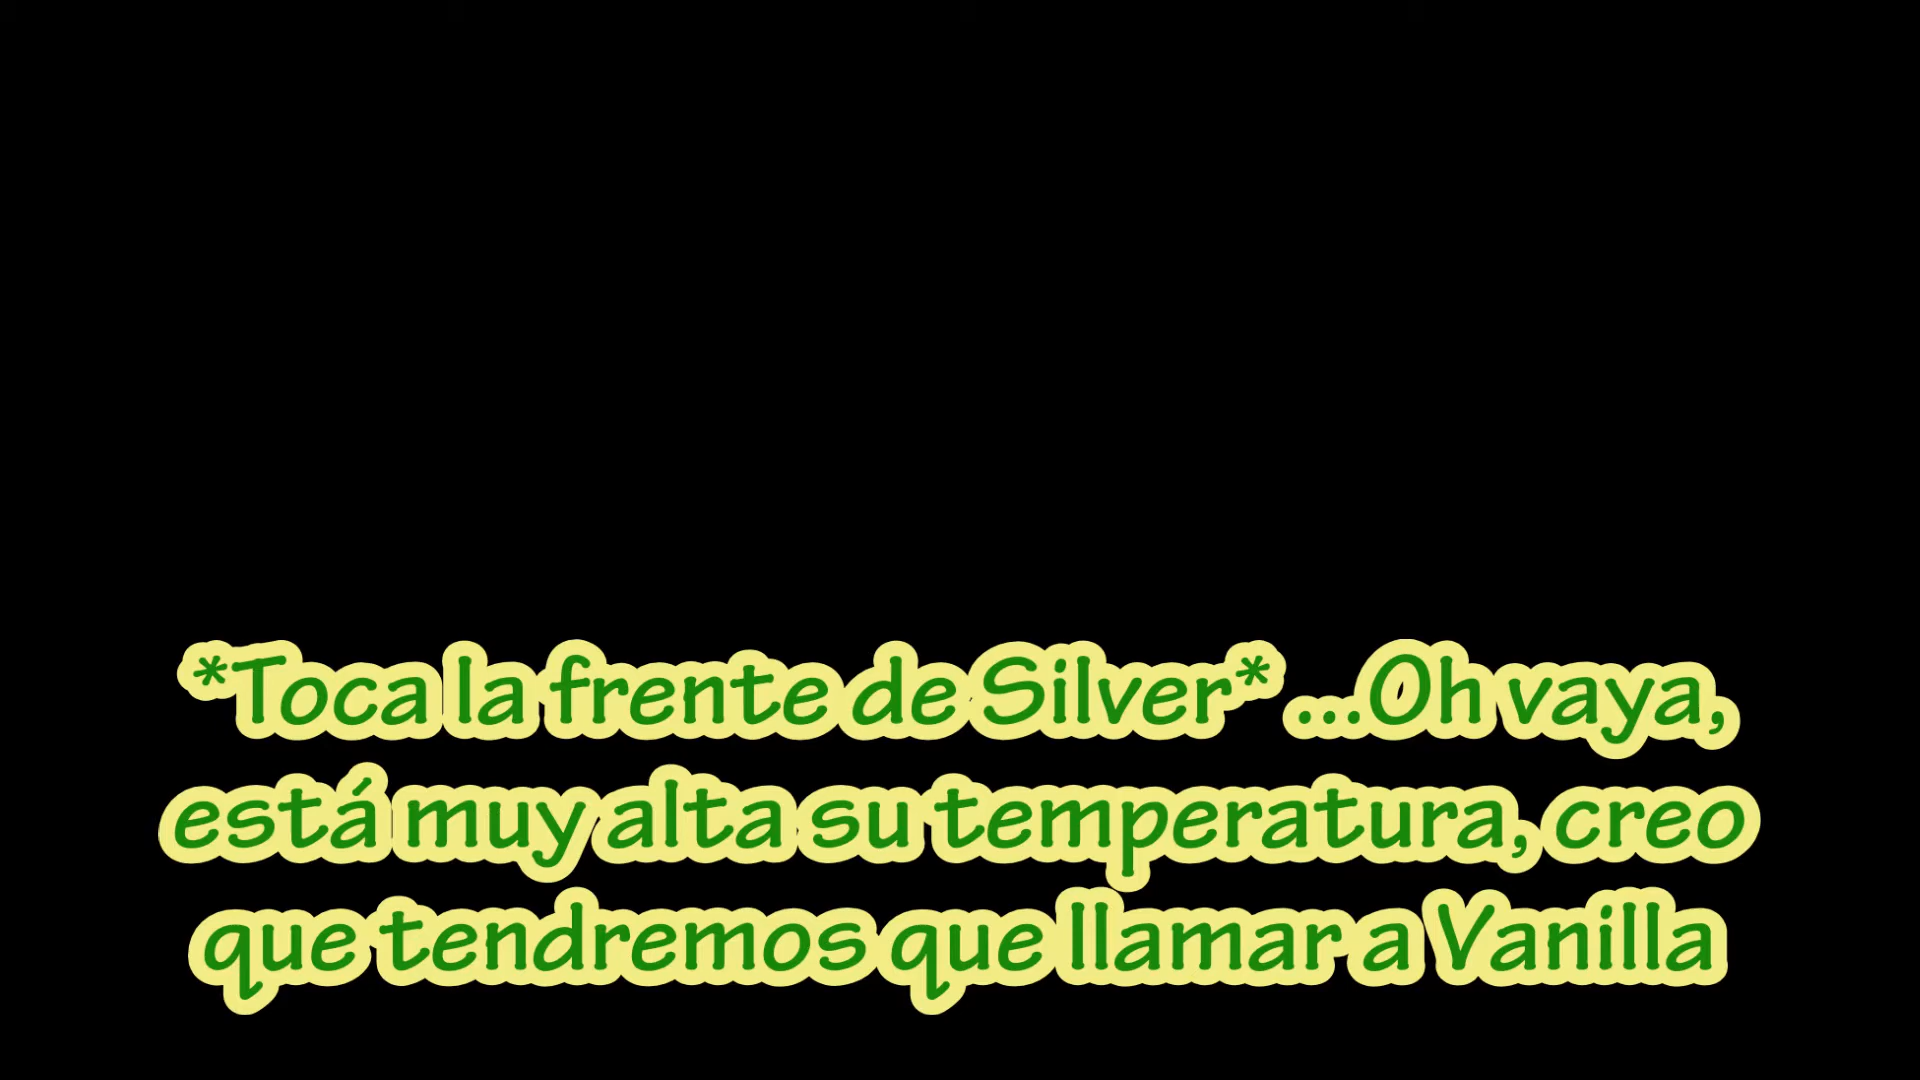 *Toca la frente de Silver* ...Oh vaya,
está muy alta su temperatura, creo
que tendremos que llamar a Vanilla